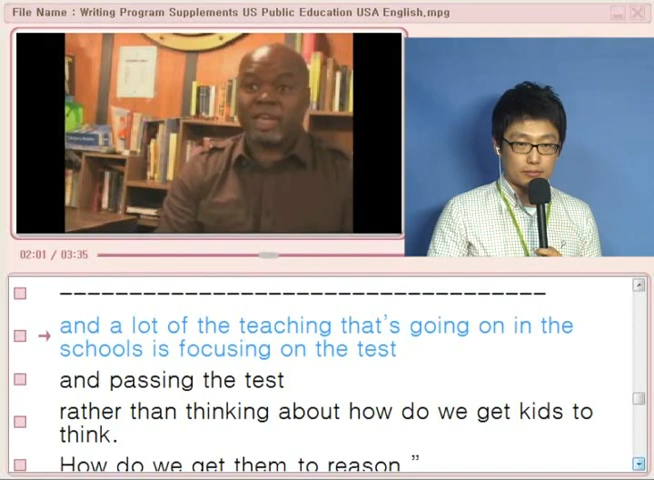 File Name : Writing Program Supplements US Public Education USA English.mpg
02:01 / 03:35
and a lot of the teaching that's going on in the
schools is focusing on the test
and passing the test
rather than thinking about how do we get kids to
think.
How do we get them to reason ”